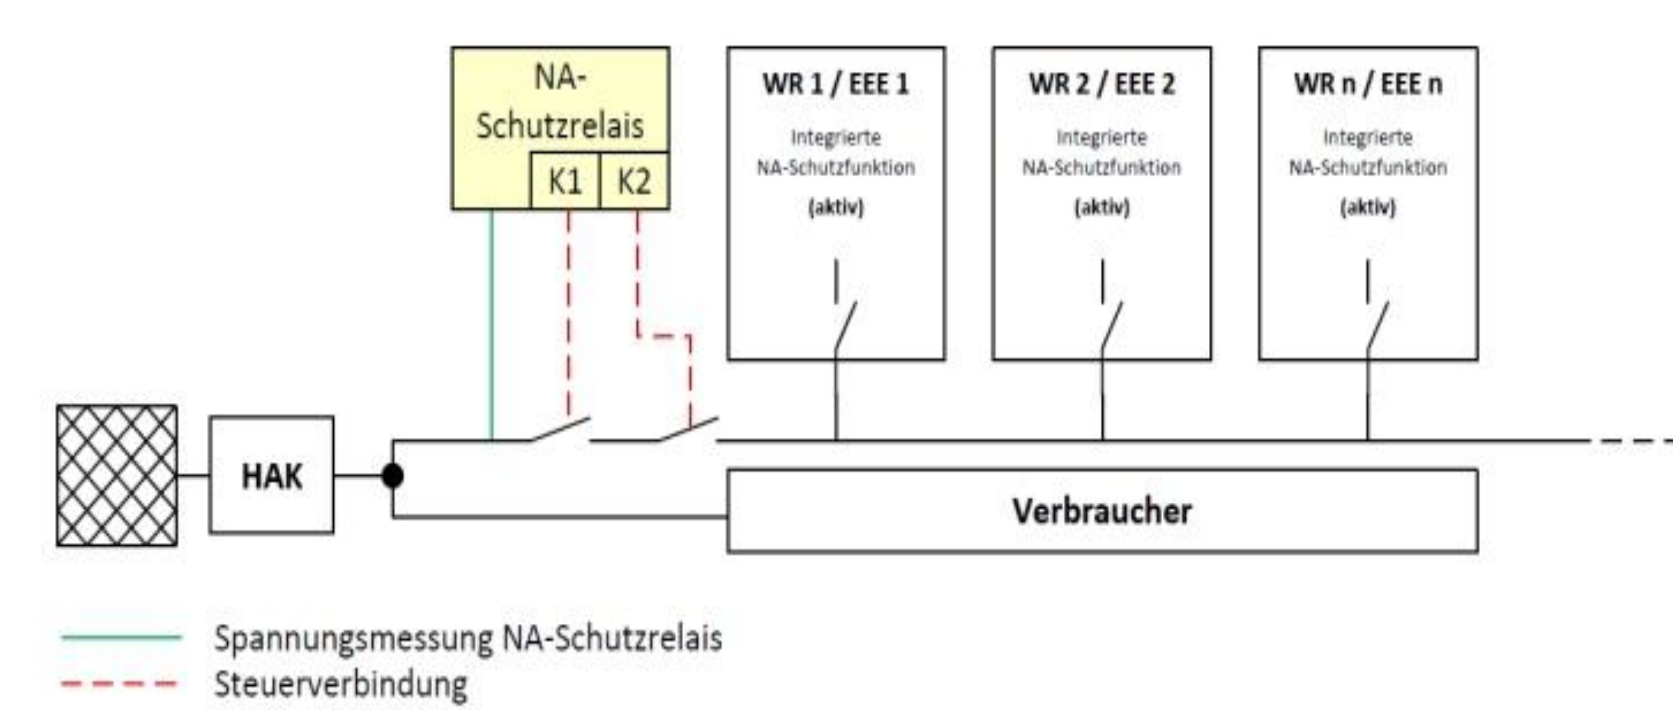 NA-
Schutzrelais
K1 K2
WR 1 / EEE 1
Integrierte
NA-Schutzfunktion
(aktiv)
WR 2 / EEE 2
Integrierte
NA-Schutzfunktion
(aktiv)
WR n / EEE n
Integrierte
NA-Schutzfunktion
(aktiv)
HAK
Verbraucher
Spannungsmessung NA-Schutzrelais
Steuerverbindung